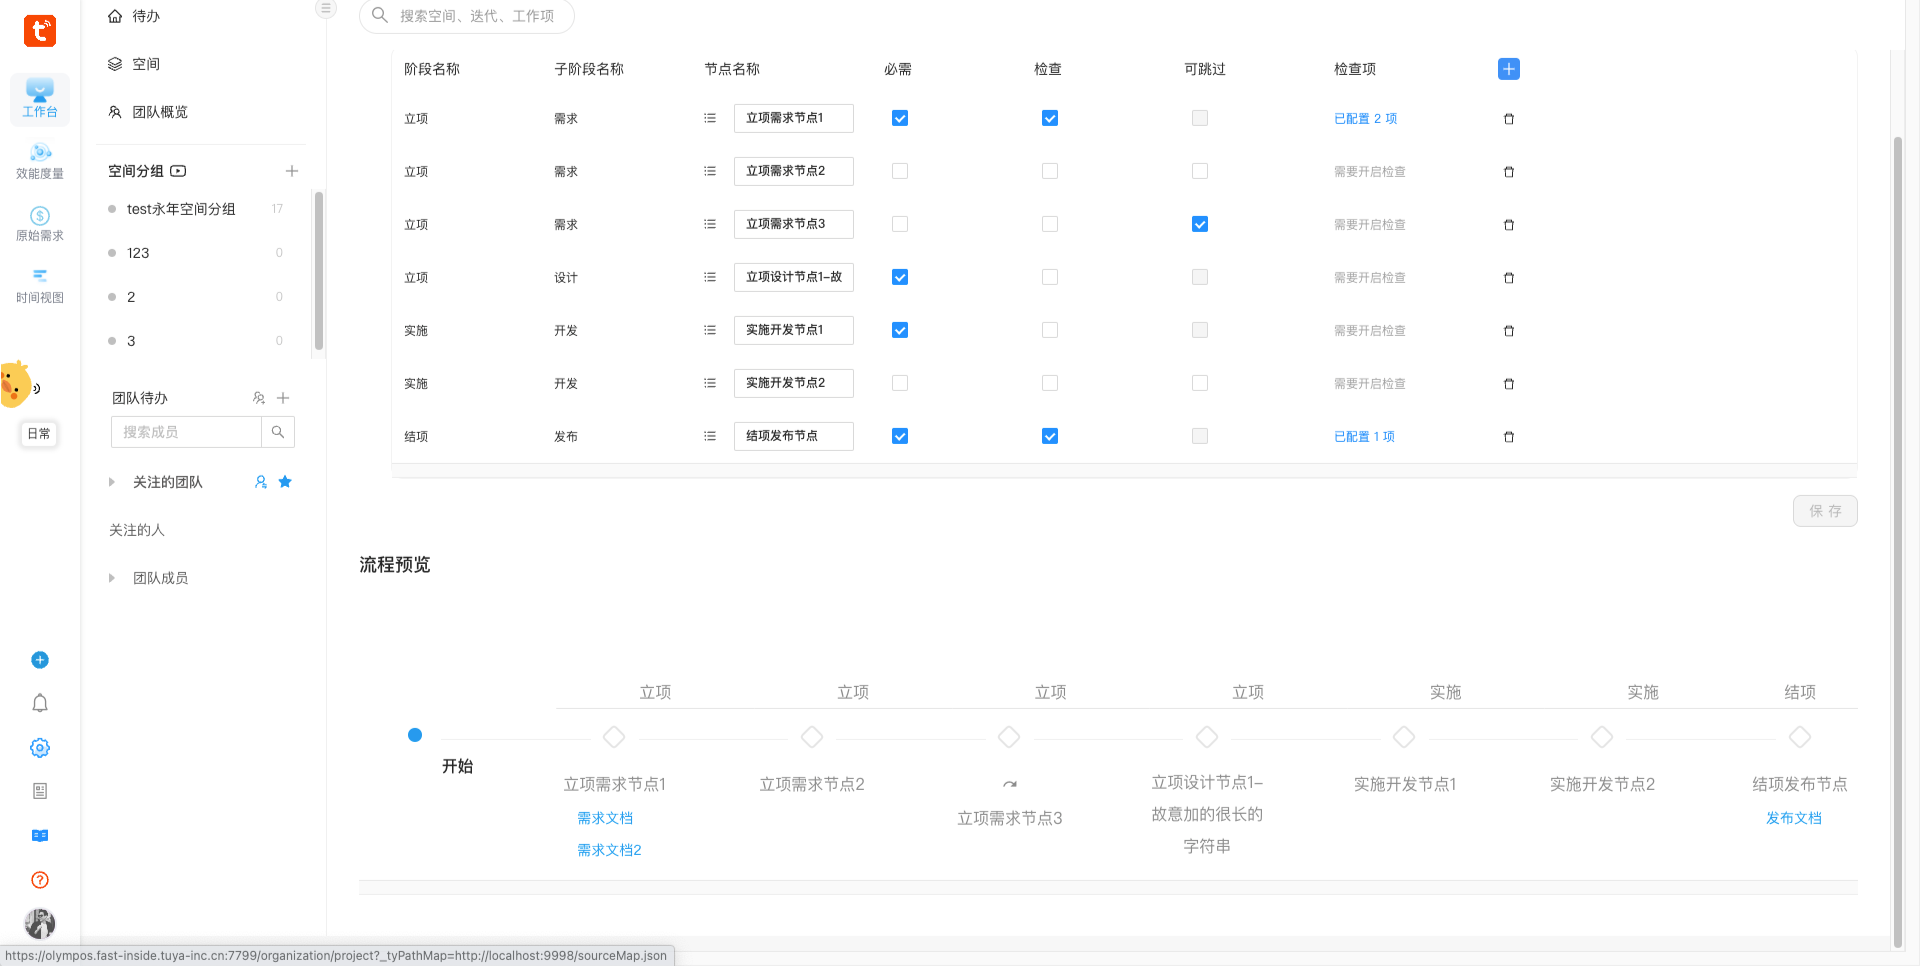 工作台
效能度量
原始需求
时间视图
日常
待办
空间
团队概览
空间分组
test永年空间分组 17
123 0
2 0
3 0
团队待办
搜索成员
关注的团队
关注的人
团队成员
搜索空间、迭代、工作项
阶段名称 子阶段名称 节点名称 必需 检查 可跳过 检查项
立项 需求 立项需求节点1 已配置 2 项
立项 需求 立项需求节点2 需要开启检查
立项 需求 立项需求节点3 需要开启检查
立项 设计 立项设计节点1-故 需要开启检查
实施 开发 实施开发节点1 需要开启检查
实施 开发 实施开发节点2 需要开启检查
结项 发布 结项发布节点 已配置 1 项
保 存
流程预览
立项 立项 立项 立项 实施 实施 结项
开始
立项需求节点1
需求文档
需求文档2
立项需求节点2
立项需求节点3
立项设计节点1-
故意加的很长的
字符串
实施开发节点1
实施开发节点2
结项发布节点
发布文档
https://olympos.fast-inside.tuya-inc.cn:7799/organization/project?_tyPathMap=http://localhost:9998/sourceMap.json